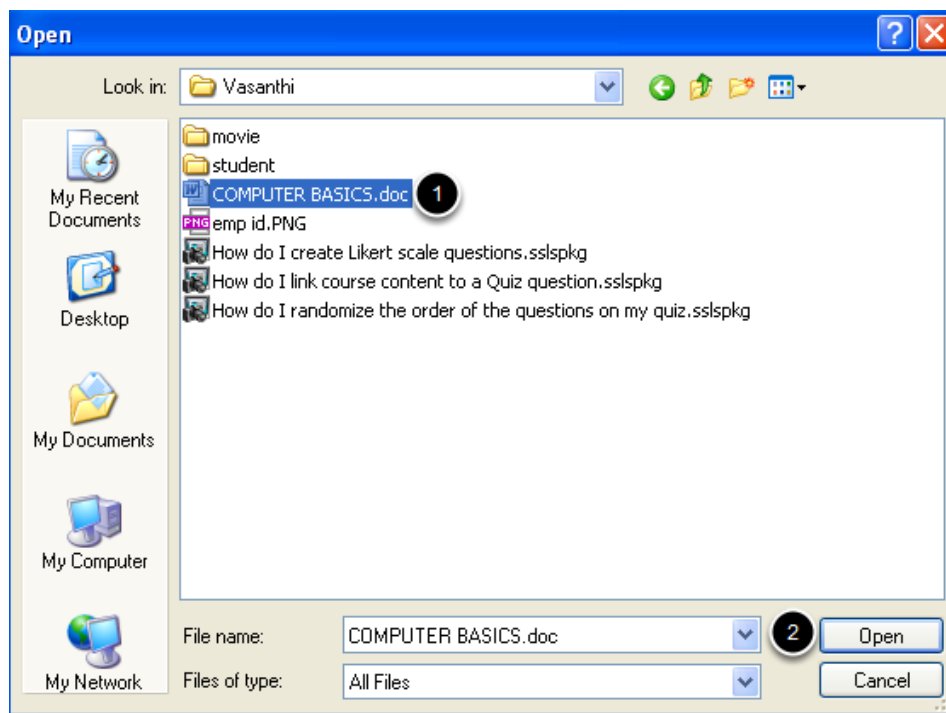 Open
Look in: Vasanthi
My Recent
Documents
Desktop
My Documents
My Computer
My Network
movie
student
COMPUTER BASICS.doc 1
PNG emp id.PNG
How do I create Likert scale questions.sslspkg
How do I link course content to a Quiz question.sslspkg
How do I randomize the order of the questions on my quiz.sslspkg
File name: COMPUTER BASICS.doc 2 Open
Files of type: All Files Cancel